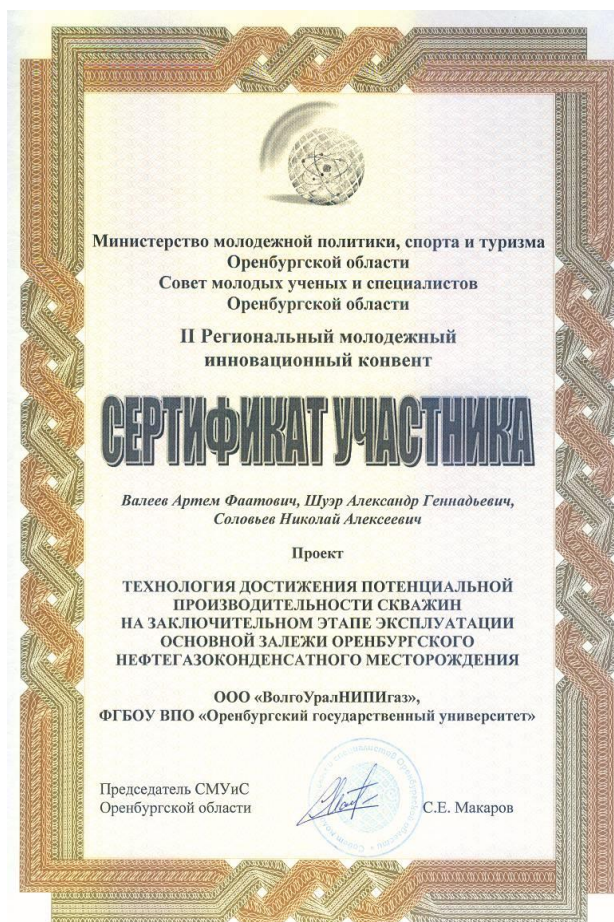 Министерство молодежной политики, спорта и туризма
Оренбургской области
Совет молодых ученых и специалистов
Оренбургской области
II Региональный молодежный
инновационный конвент
СЕРТИФИКАТ УЧАСТНИКА
Валеев Артем Фаатович, Шуэр Александр Геннадьевич,
Соловьев Николай Алексеевич
Проект
ТЕХНОЛОГИЯ ДОСТИЖЕНИЯ ПОТЕНЦИАЛЬНОЙ
ПРОИЗВОДИТЕЛЬНОСТИ СКВАЖИН
НА ЗАКЛЮЧИТЕЛЬНОМ ЭТАПЕ ЭКСПЛУАТАЦИИ
ОСНОВНОЙ ЗАЛЕЖИ ОРЕНБУРГСКОГО
НЕФТЕГАЗОКОНДЕНСАТНОГО МЕСТОРОЖДЕНИЯ
ООО «ВолгоУралНИПИгаз»,
ФГБОУ ВПО «Оренбургский государственный университет»
Председатель СМУиС
Оренбургской области
С.Е. Макаров